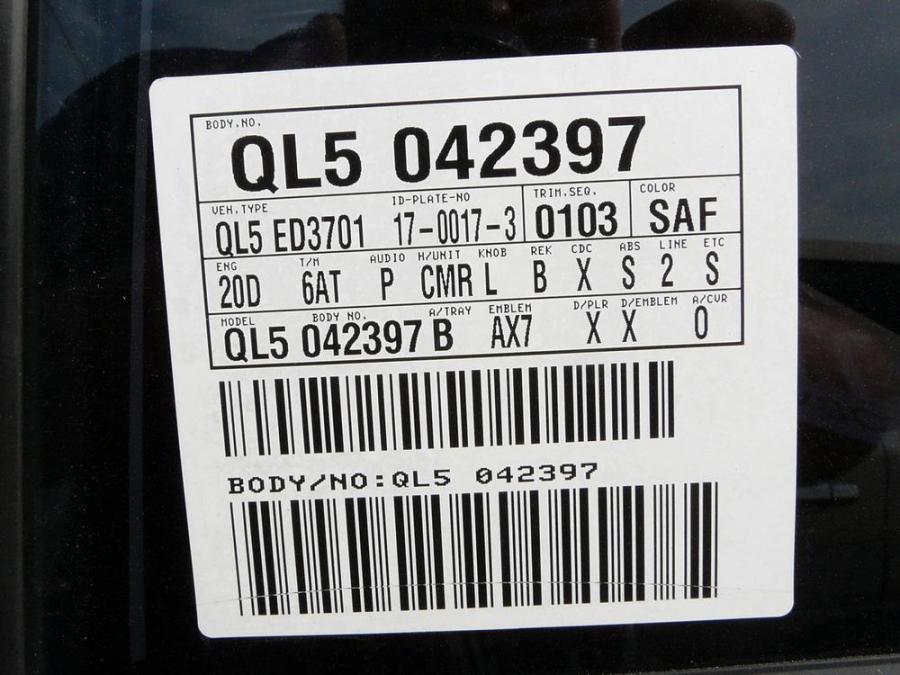 BODY.NO.
QL5 042397
VEH.TYPE ID-PLATE-NO TRIM.SEQ. COLOR
QL5 ED3701 17-0017-3 0103 SAF
ENG T/M AUDIO H/UNIT KNOB REK CDC ABS LINE ETC
20D 6AT P CMR L B X S 2 S
MODEL BODY NO. A/TRAY EMBLEM D/PLR D/EMBLEM A/CVR
QL5 042397 B AX7 X X 0
BODY/NO:QL5 042397